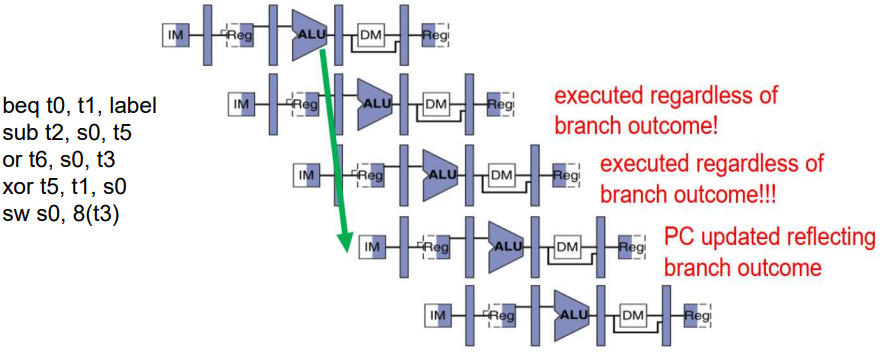 IM Reg ALU DM Reg
IM Reg ALU DM Reg
IM Reg ALU DM Reg
IM Reg ALU DM Reg
IM Reg ALU DM Reg
beq t0, t1, label
sub t2, s0, t5
or t6, s0, t3
xor t5, t1, s0
sw s0, 8(t3)
executed regardless of
branch outcome!
executed regardless of
branch outcome!!!
PC updated reflecting
branch outcome